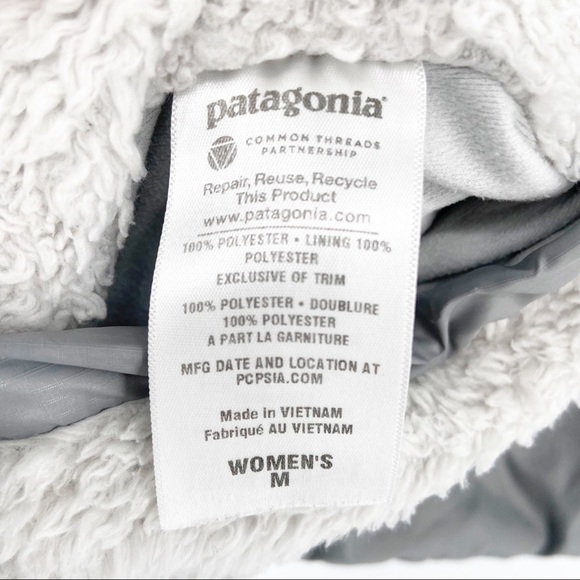 patagonia®
COMMON THREADS
PARTNERSHIP
Repair, Reuse, Recycle
This Product
www.patagonia.com
100% POLYESTER • LINING 100%
POLYESTER
EXCLUSIVE OF TRIM
100% POLYESTER • DOUBLURE
100% POLYESTER
A PART LA GARNITURE
MFG DATE AND LOCATION AT
PCPSIA.COM
Made in VIETNAM
Fabriqué AU VIETNAM
WOMEN'S
M